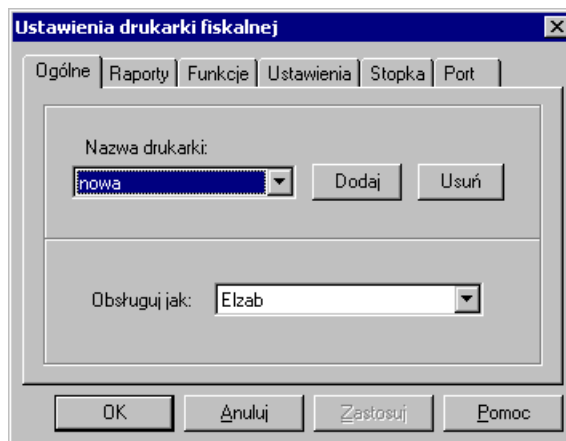 Ustawienia drukarki fiskalnej
Ogólne Raporty Funkcje Ustawienia Stopka Port
Nazwa drukarki:
nowa Dodaj Usuń
Obsługuj jak: Elzab
OK Anuluj Zastosuj Pomoc